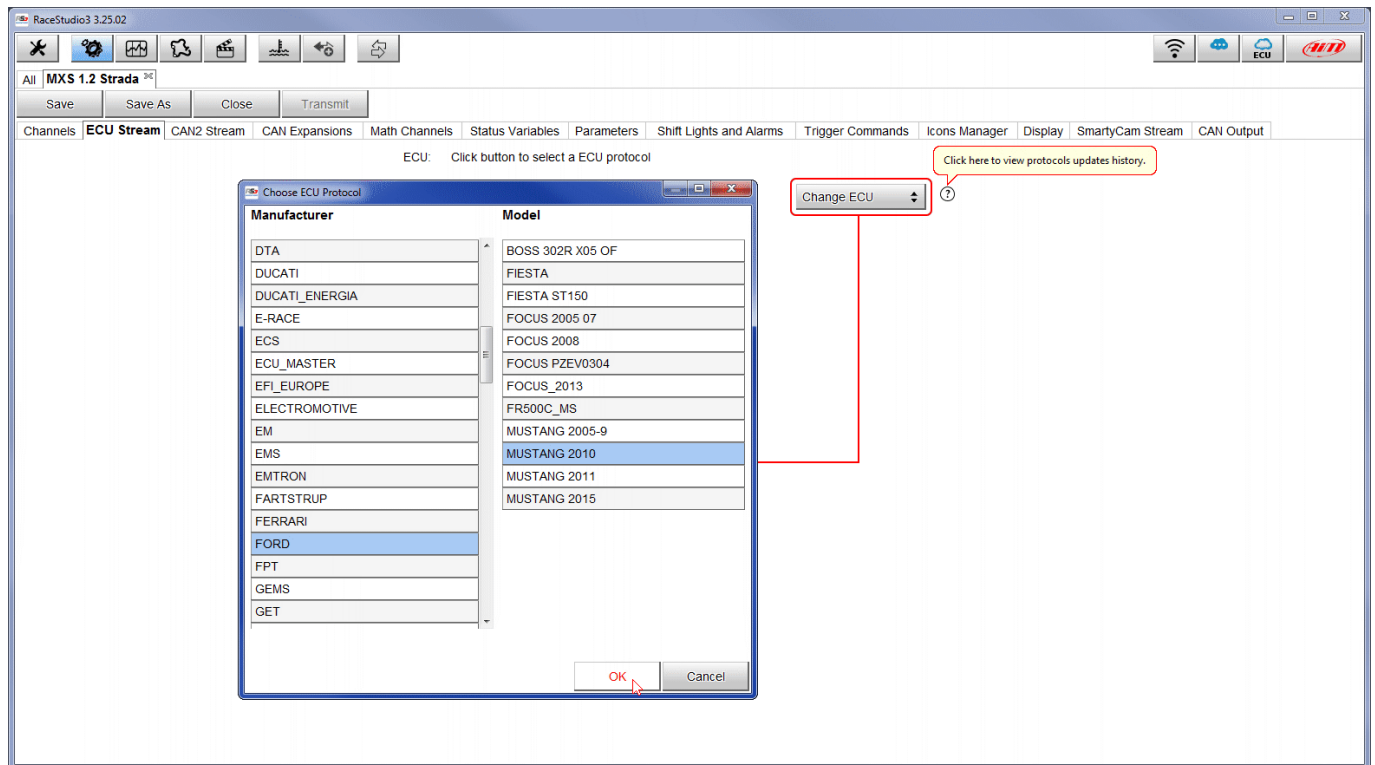 RaceStudio3 3.25.02
ECU
AiM
All MXS 1.2 Strada
Save Save As Close Transmit
Channels ECU Stream CAN2 Stream CAN Expansions Math Channels Status Variables Parameters Shift Lights and Alarms Trigger Commands Icons Manager Display SmartyCam Stream CAN Output
ECU: Click button to select a ECU protocol
Click here to view protocols updates history.
Change ECU ?
Choose ECU Protocol
Manufacturer Model
DTA BOSS 302R X05 OF
DUCATI FIESTA
DUCATI_ENERGIA FIESTA ST150
E-RACE FOCUS 2005 07
ECS FOCUS 2008
ECU_MASTER FOCUS PZEV0304
EFI_EUROPE FOCUS_2013
ELECTROMOTIVE FR500C_MS
EM MUSTANG 2005-9
EMS MUSTANG 2010
EMTRON MUSTANG 2011
FARTSTRUP MUSTANG 2015
FERRARI
FORD
FPT
GEMS
GET
OK Cancel